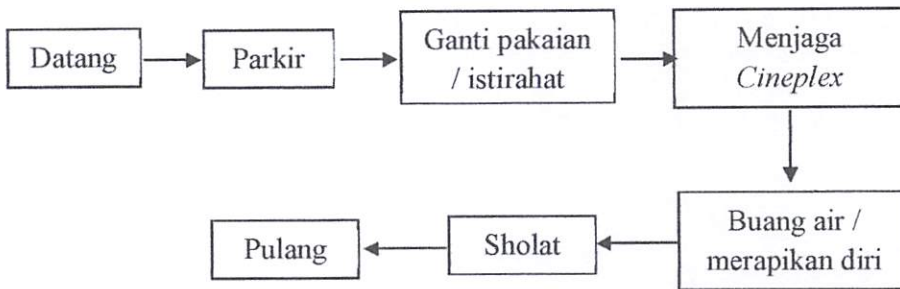 Datang
Parkir
Ganti pakaian
/ istirahat
Menjaga
Cineplex
Buang air /
merapikan diri
Sholat
Pulang